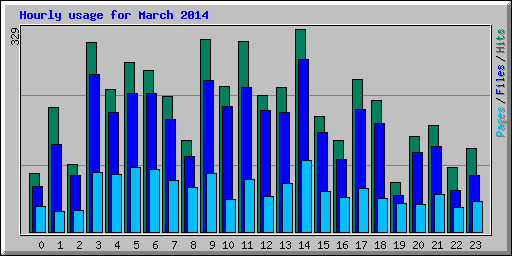 Hourly usage for March 2014
329
Pages / Files / Hits
0 1 2 3 4 5 6 7 8 9 10 11 12 13 14 15 16 17 18 19 20 21 22 23